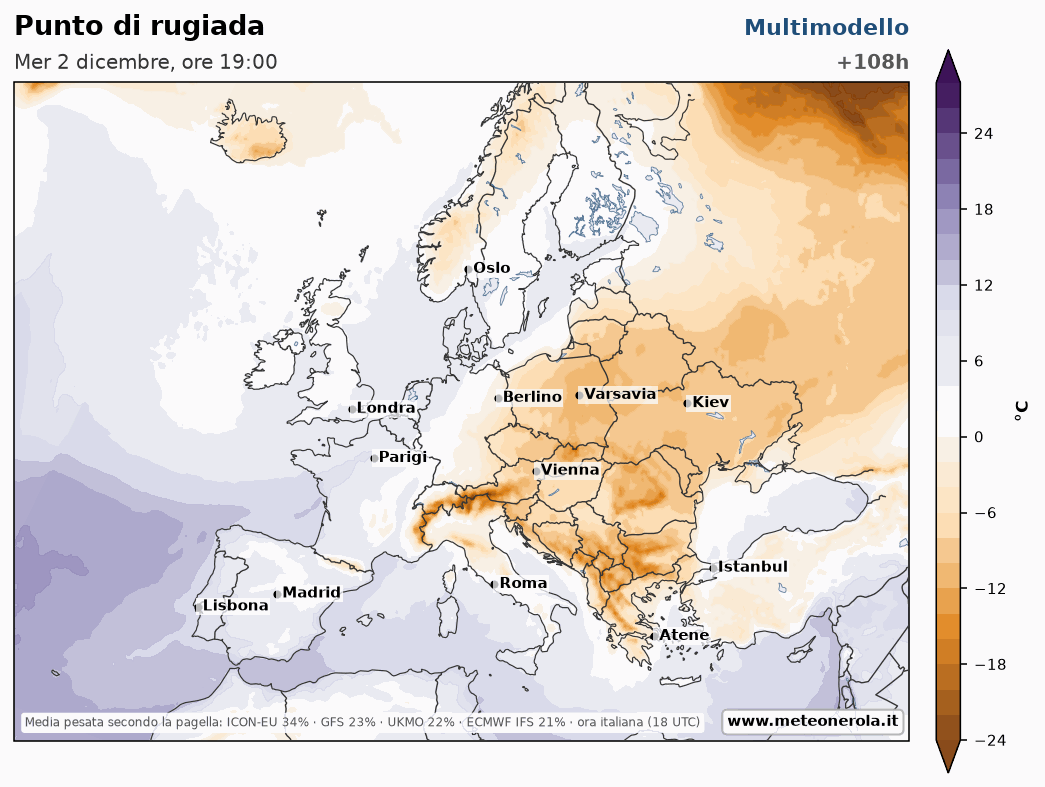 Punto di rugiada
Multimodello
Mer 2 dicembre, ore 19:00
+108h
24
18
12
6
0
−6
−12
−18
−24
°C
Oslo
Berlino
Varsavia
Kiev
Londra
Parigi
Vienna
Istanbul
Roma
Madrid
Lisbona
Atene
Media pesata secondo la pagella: ICON-EU 34% · GFS 23% · UKMO 22% · ECMWF IFS 21% · ora italiana (18 UTC)
www.meteonerola.it